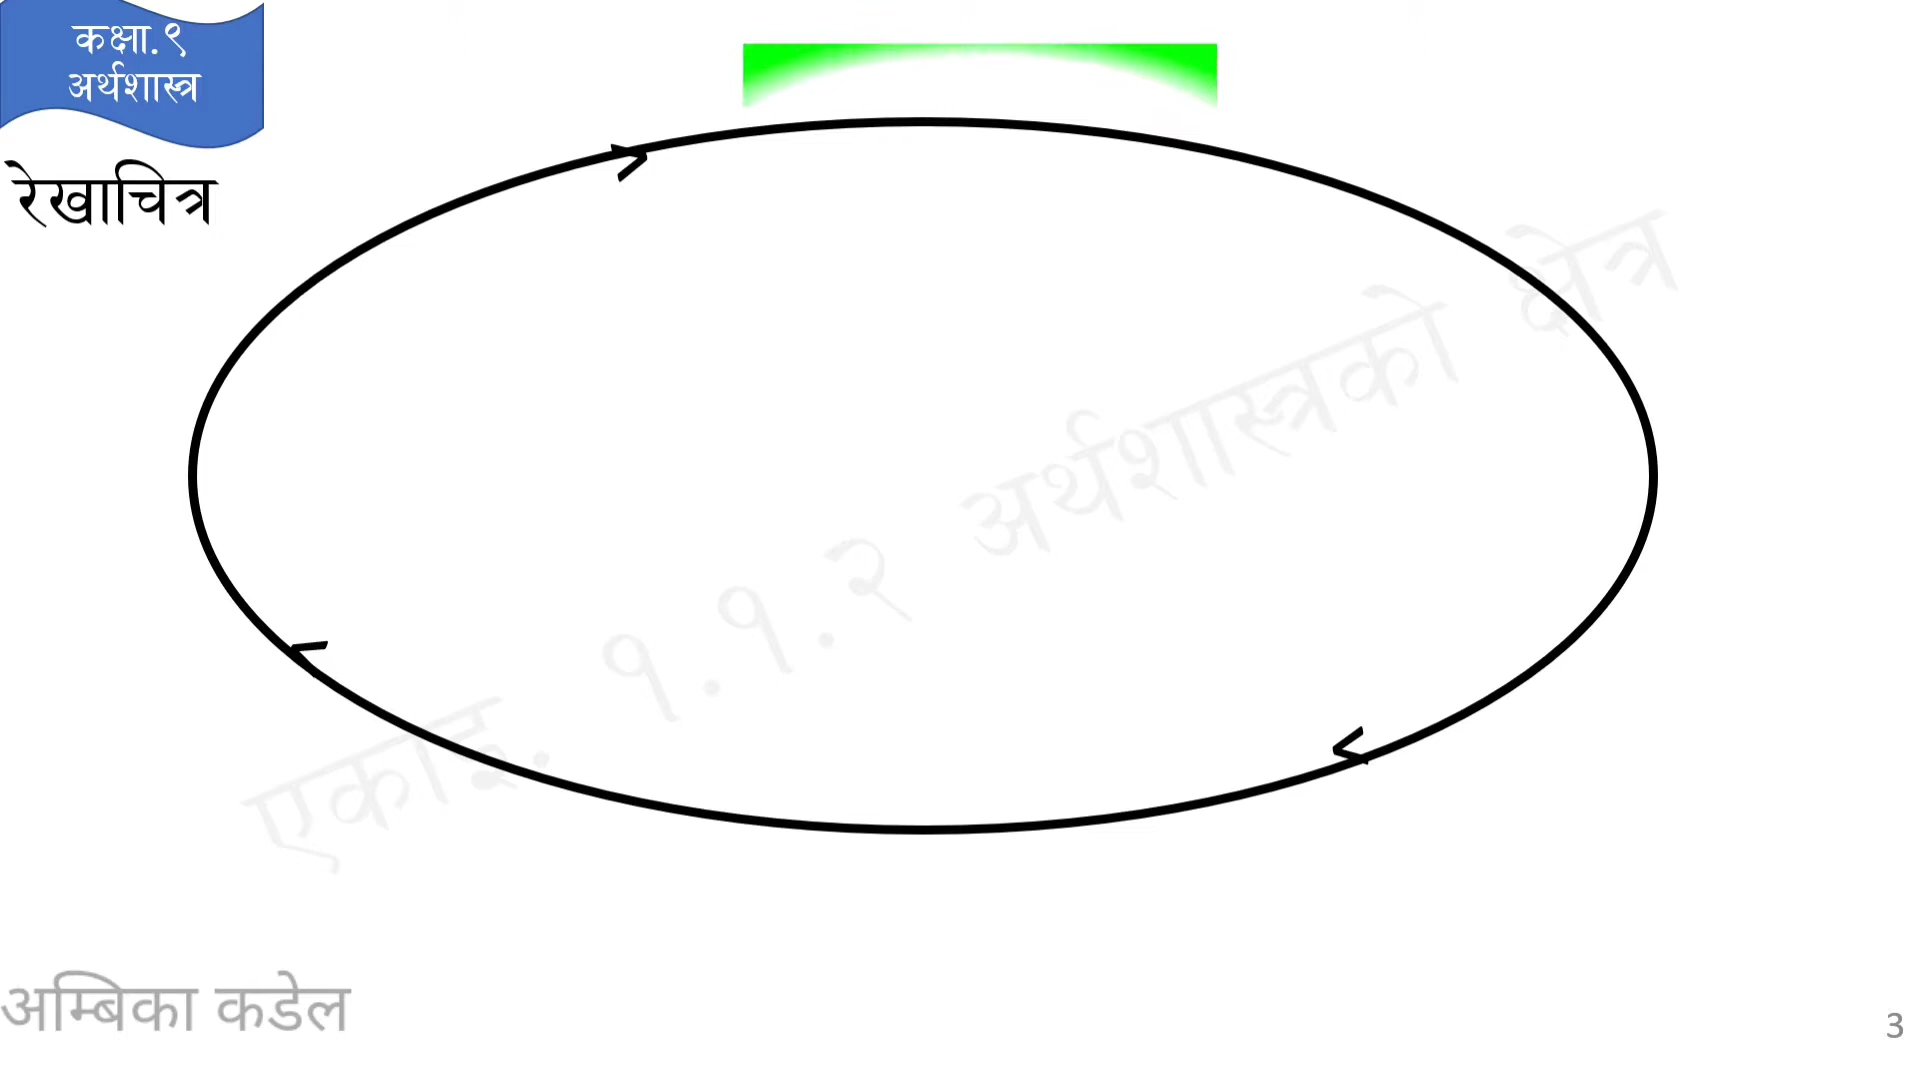 कक्षा.९
अर्थशास्त्र
रेखाचित्र
एकाइ. १.१.२ अर्थशास्त्रको क्षेत्र
अम्बिका कडेल
3